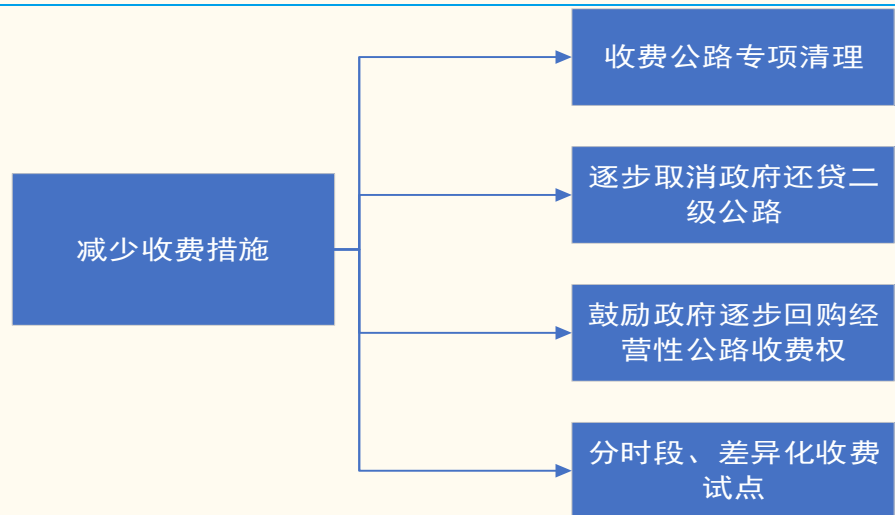 减少收费措施
收费公路专项清理
逐步取消政府还贷二
级公路
鼓励政府逐步回购经
营性公路收费权
分时段、差异化收费
试点